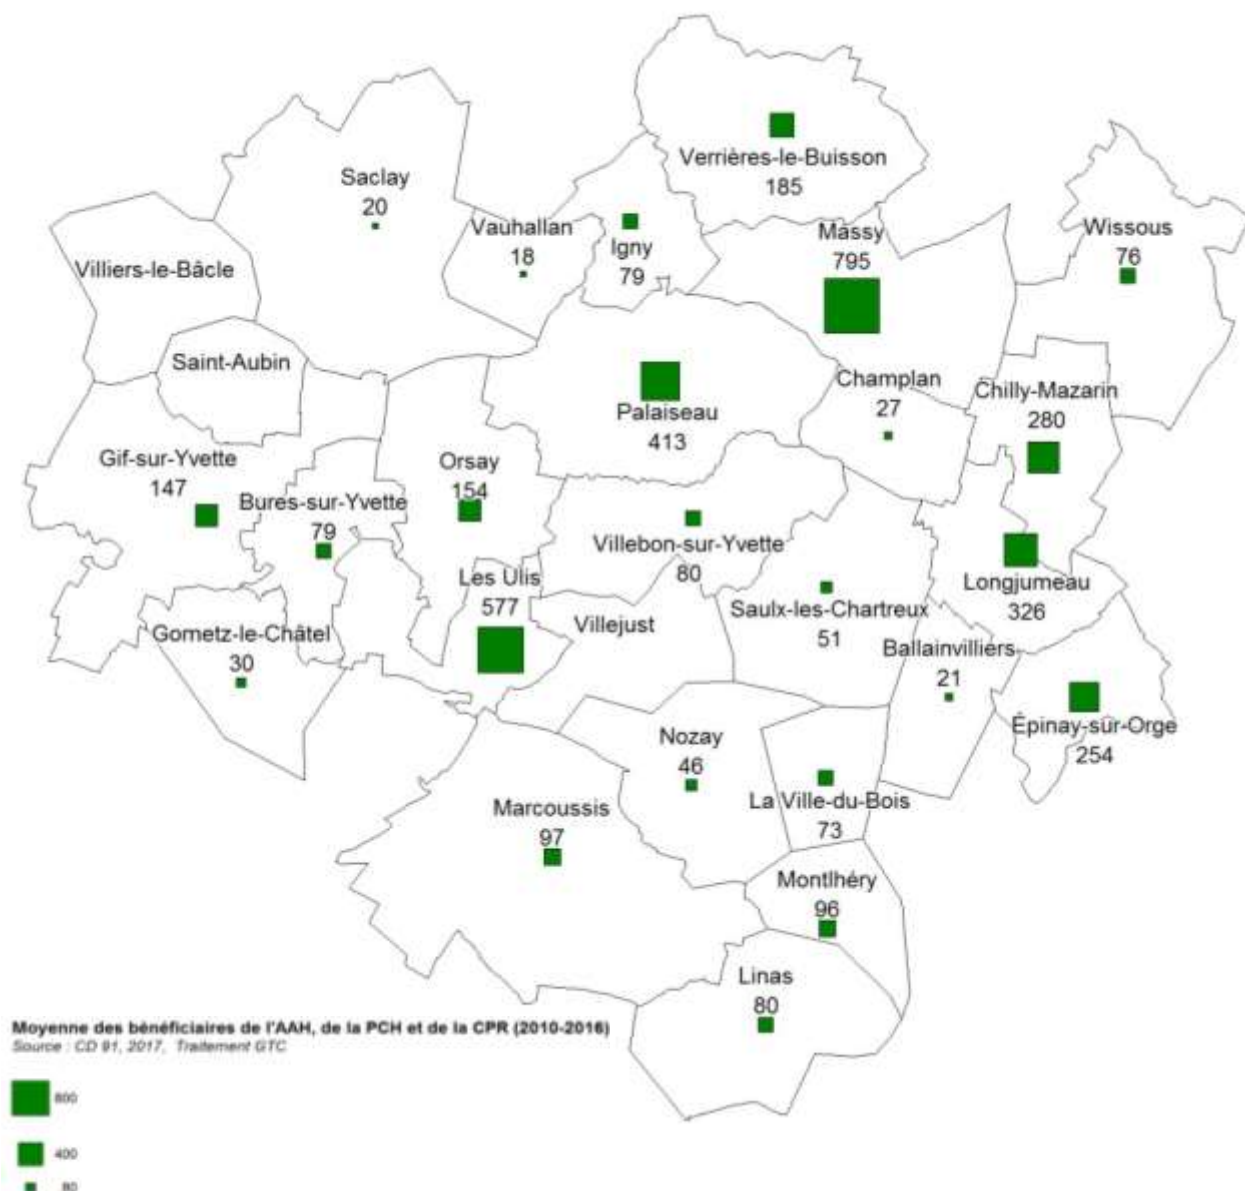 Verrières-le-Buisson
185
Saclay
20
Vauhallan
18
Igny
79
Massy
795
Wissous
76
Villiers-le-Bâcle
Saint-Aubin
Palaiseau
413
Champlan
27
Chilly-Mazarin
280
Gif-sur-Yvette
147
Bures-sur-Yvette
79
Orsay
154
Villebon-sur-Yvette
80
Les Ulis
577
Villejust
Saulx-les-Chartreux
51
Longjumeau
326
Gometz-le-Châtel
30
Ballainvilliers
21
Épinay-sur-Orge
254
Nozay
46
La Ville-du-Bois
73
Marcoussis
97
Montlhéry
96
Linas
80
Moyenne des bénéficiaires de l'AAH, de la PCH et de la CPR (2010-2016)
Source : CD 91, 2017, Traitement GTC
800
400
80